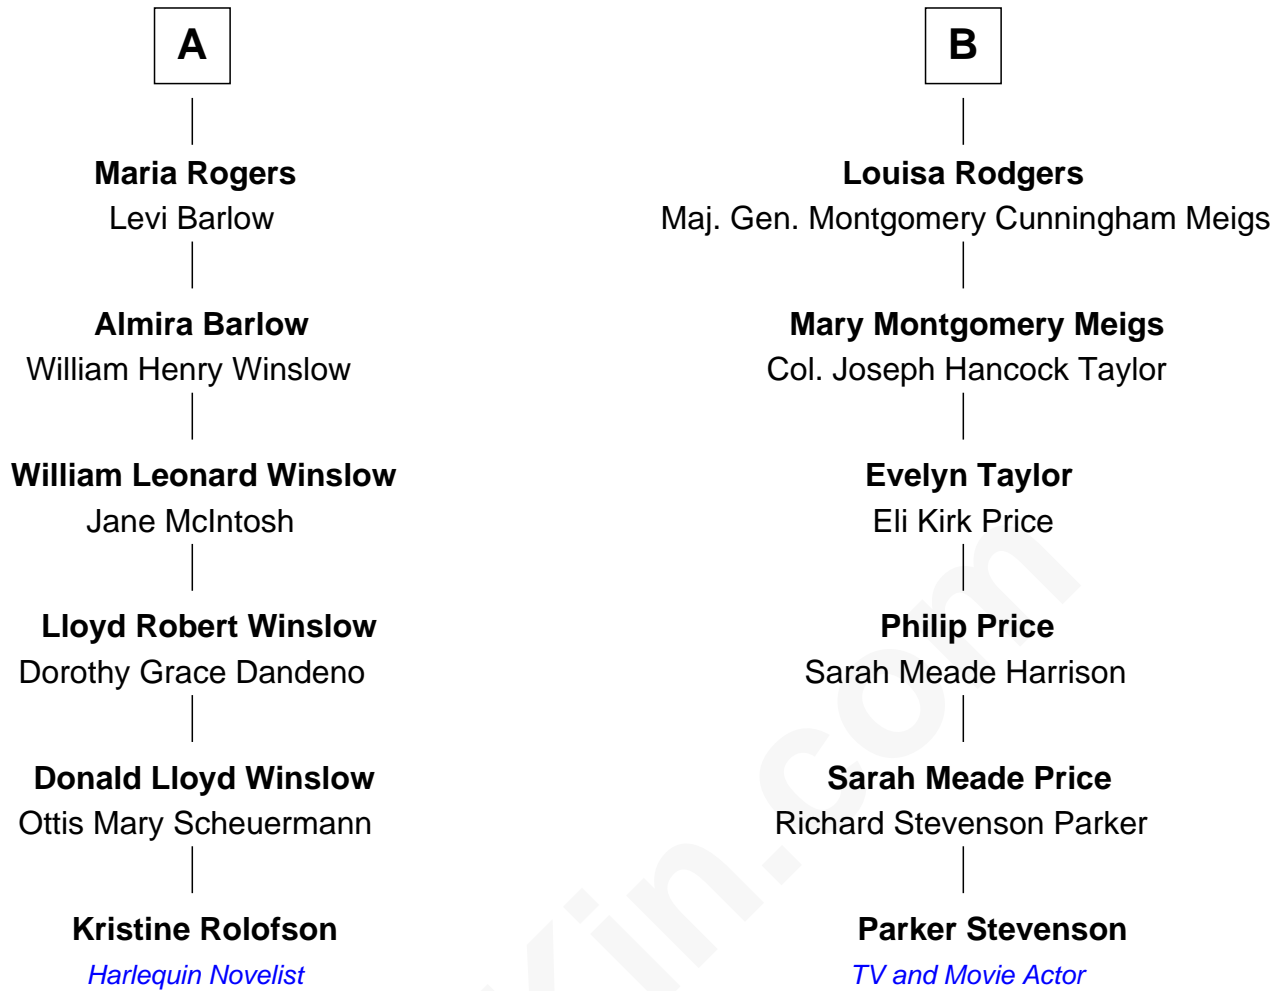 A
Maria Rogers
Levi Barlow
Almira Barlow
William Henry Winslow
William Leonard Winslow
Jane McIntosh
Lloyd Robert Winslow
Dorothy Grace Dandeno
Donald Lloyd Winslow
Ottis Mary Scheuermann
Kristine Rolofson
Harlequin Novelist
B
Louisa Rodgers
Maj. Gen. Montgomery Cunningham Meigs
Mary Montgomery Meigs
Col. Joseph Hancock Taylor
Evelyn Taylor
Eli Kirk Price
Philip Price
Sarah Meade Harrison
Sarah Meade Price
Richard Stevenson Parker
Parker Stevenson
TV and Movie Actor
kin.com